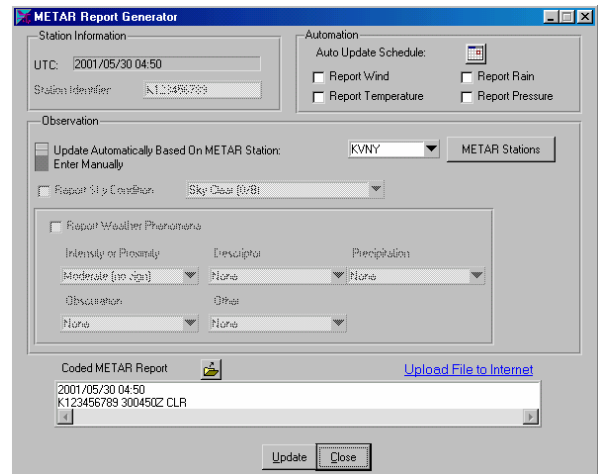 METAR Report Generator
Station Information
UTC: 2001/05/30 04:50
Station Identifier K123456789
Automation
Auto Update Schedule:
Report Wind
Report Rain
Report Temperature
Report Pressure
Observation
Update Automatically Based On METAR Station:
Enter Manually
KVNY
METAR Stations
Report Sky Condition Sky Clear (0/8)
Report Weather Phenomena
Intensity or Proximity Descriptor Precipitation
Moderate (no sign) None None
Obscuration Other
None None
Coded METAR Report Upload File to Internet
2001/05/30 04:50
K123456789 300450Z CLR
Update Close